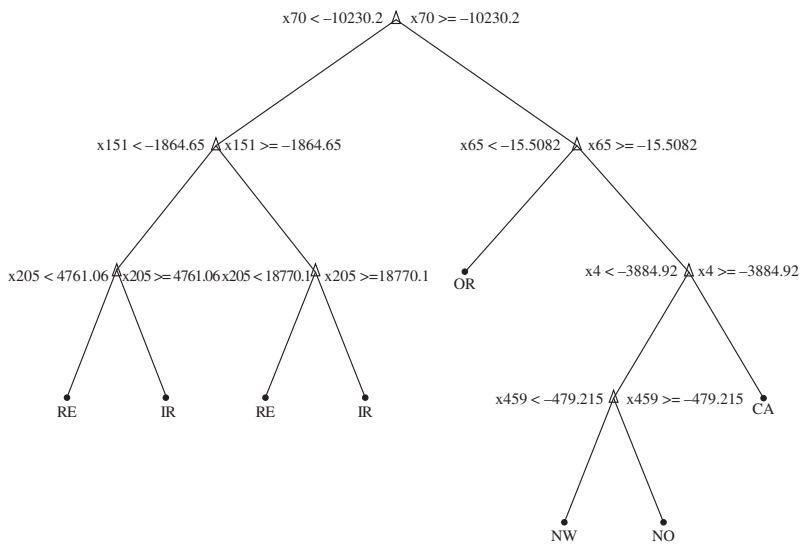 x70 < –10230.2 x70 >= –10230.2
x151 < –1864.65 x151 >= –1864.65
x65 < –15.5082 x65 >= –15.5082
x205 < 4761.06 x205 >= 4761.06 x205 < 18770.1 x205 >=18770.1
OR
x4 < –3884.92 x4 >= –3884.92
RE IR RE IR
x459 < –479.215 x459 >= –479.215
CA
NW NO